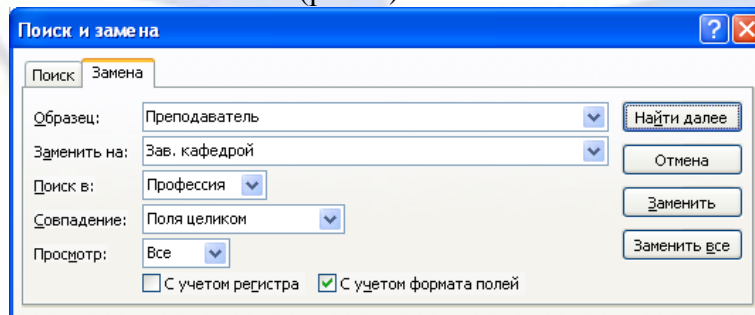 Поиск и замена
Поиск Замена
Образец: Преподаватель Найти далее
Заменить на: Зав. кафедрой Отмена
Поиск в: Профессия Заменить
Совпадение: Поля целиком
Просмотр: Все Заменить все
С учетом регистра С учетом формата полей